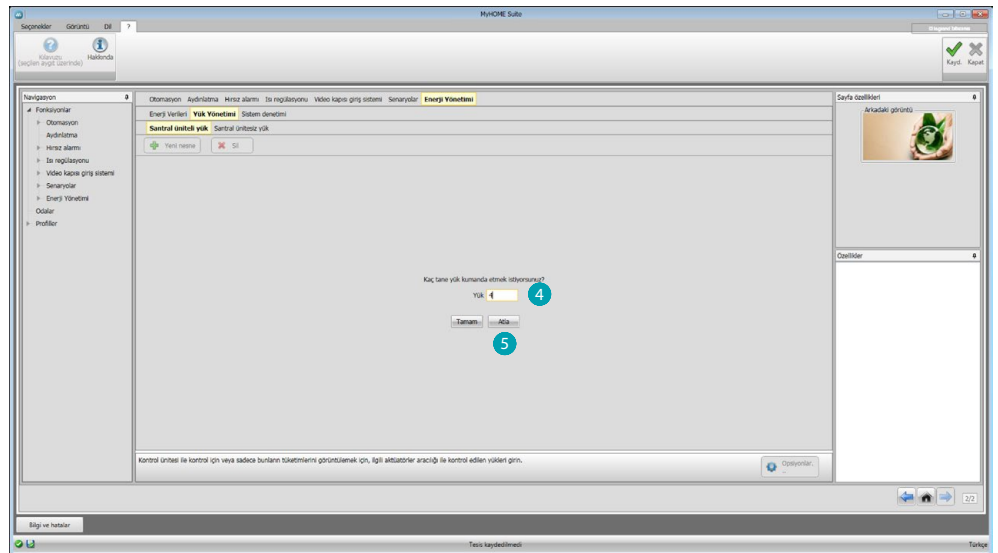 MyHOME Suite
Seçenekler Görüntü Dil ?
Kılavuzu Hakkında
(seçilen aygıt üzerinde)
Kayd. Kapat
Navigasyon
Fonksiyonlar
Otomasyon
Aydınlatma
Hırsız alarmı
Isı regülasyonu
Video kapısı giriş sistemi
Senaryolar
Enerji Yönetimi
Odalar
Profiller
Otomasyon Aydınlatma Hırsız alarmı Isı regülasyonu Video kapısı giriş sistemi Senaryolar Enerji Yönetimi
Enerji Verileri Yük Yönetimi Sistem denetimi
Santral üniteli yük Santral ünitesiz yük
Yeni nesne Sil
Kaç tane yük kumanda etmek istiyorsunuz?
Yük 4
4
Tamam Atla
5
Kontrol ünitesi ile kontrol için veya sadece bunların tüketimlerini görüntülemek için, ilgili aktüatörler aracılığı ile kontrol edilen yükleri girin.
Opsiyonlar.
..
Sayfa özellikleri
Arkadaki görüntü
Özellikler
2/2
Bilgi ve hatalar
Tesis kaydedilmedi
Türkçe